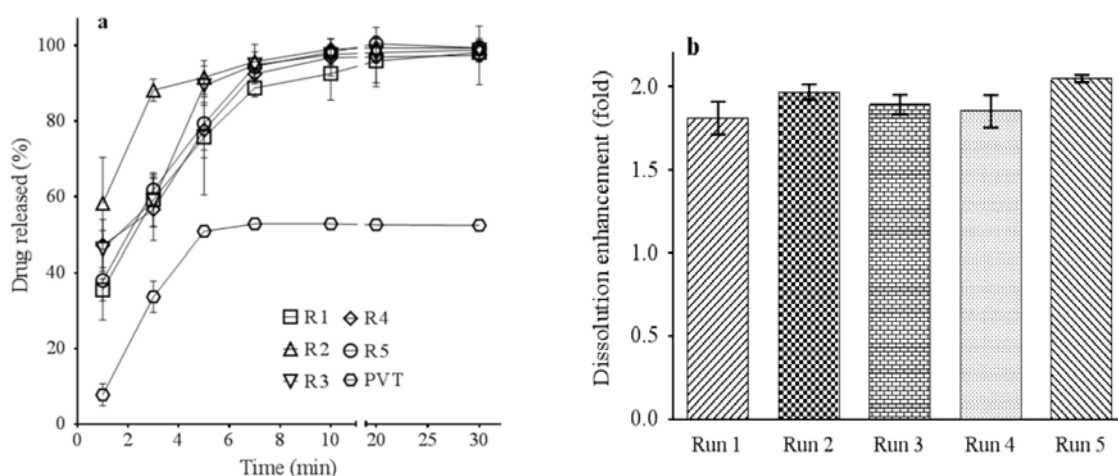 a
Drug released (%)
100
80
60
40
20
0
R1
R2
R3
R4
R5
PVT
0 2 4 6 8 10 20 25 30
Time (min)
b
Dissolution enhancement (fold)
2.0
1.5
1.0
0.5
0.0
Run 1 Run 2 Run 3 Run 4 Run 5